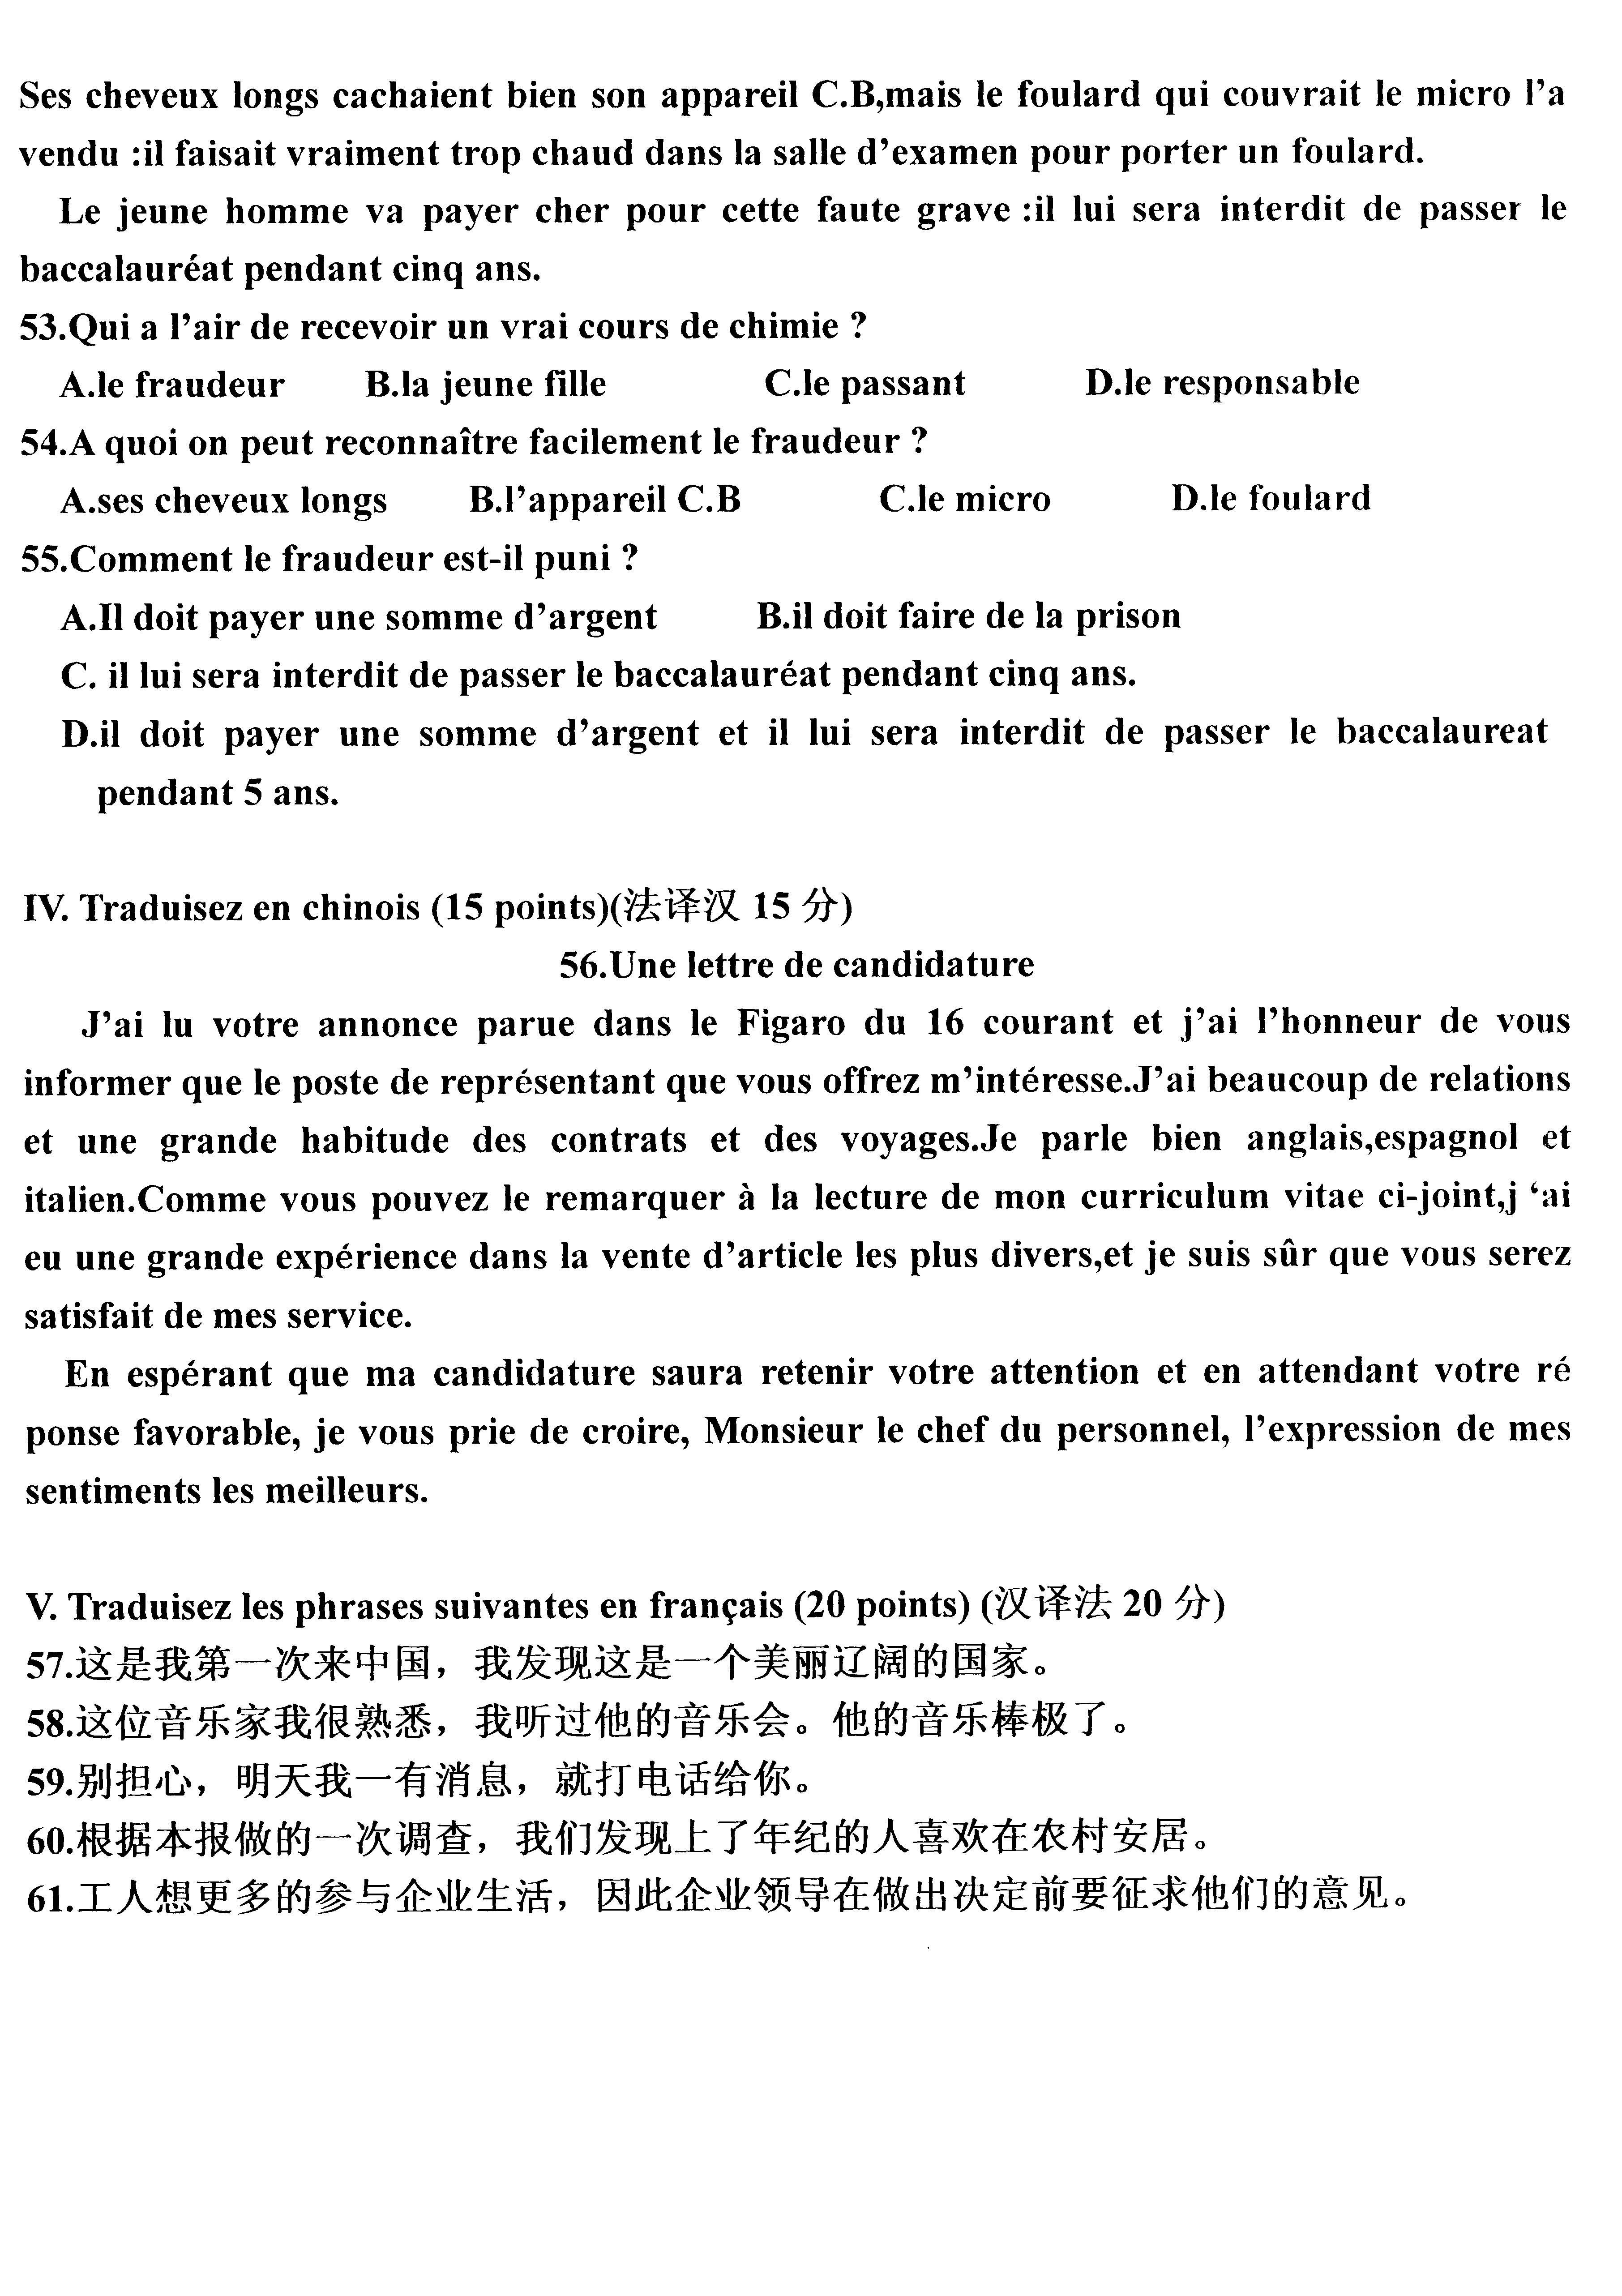 Ses cheveux longs cachaient bien son appareil C.B,mais le foulard qui couvrait le micro l’a
vendu :il faisait vraiment trop chaud dans la salle d’examen pour porter un foulard.
Le jeune homme va payer cher pour cette faute grave :il lui sera interdit de passer le
baccalauréat pendant cinq ans.
53.Qui a l’air de recevoir un vrai cours de chimie ?
A.le fraudeur B.la jeune fille C.le passant D.le responsable
54.A quoi on peut reconnaître facilement le fraudeur ?
A.ses cheveux longs B.l’appareil C.B C.le micro D.le foulard
55.Comment le fraudeur est-il puni ?
A.Il doit payer une somme d’argent B.il doit faire de la prison
C. il lui sera interdit de passer le baccalauréat pendant cinq ans.
D.il doit payer une somme d’argent et il lui sera interdit de passer le baccalaureat
pendant 5 ans.
IV. Traduisez en chinois (15 points)(法译汉 15 分)
56.Une lettre de candidature
J’ai lu votre annonce parue dans le Figaro du 16 courant et j’ai l’honneur de vous
informer que le poste de représentant que vous offrez m’intéresse.J’ai beaucoup de relations
et une grande habitude des contrats et des voyages.Je parle bien anglais,espagnol et
italien.Comme vous pouvez le remarquer à la lecture de mon curriculum vitae ci-joint,j ‘ai
eu une grande expérience dans la vente d’article les plus divers,et je suis sûr que vous serez
satisfait de mes service.
En espérant que ma candidature saura retenir votre attention et en attendant votre ré
ponse favorable, je vous prie de croire, Monsieur le chef du personnel, l’expression de mes
sentiments les meilleurs.
V. Traduisez les phrases suivantes en français (20 points) (汉译法 20 分)
57.这是我第一次来中国，我发现这是一个美丽辽阔的国家。
58.这位音乐家我很熟悉，我听过他的音乐会。他的音乐棒极了。
59.别担心，明天我一有消息，就打电话给你。
60.根据本报做的一次调查，我们发现上了年纪的人喜欢在农村安居。
61.工人想更多的参与企业生活，因此企业领导在做出决定前要征求他们的意见。